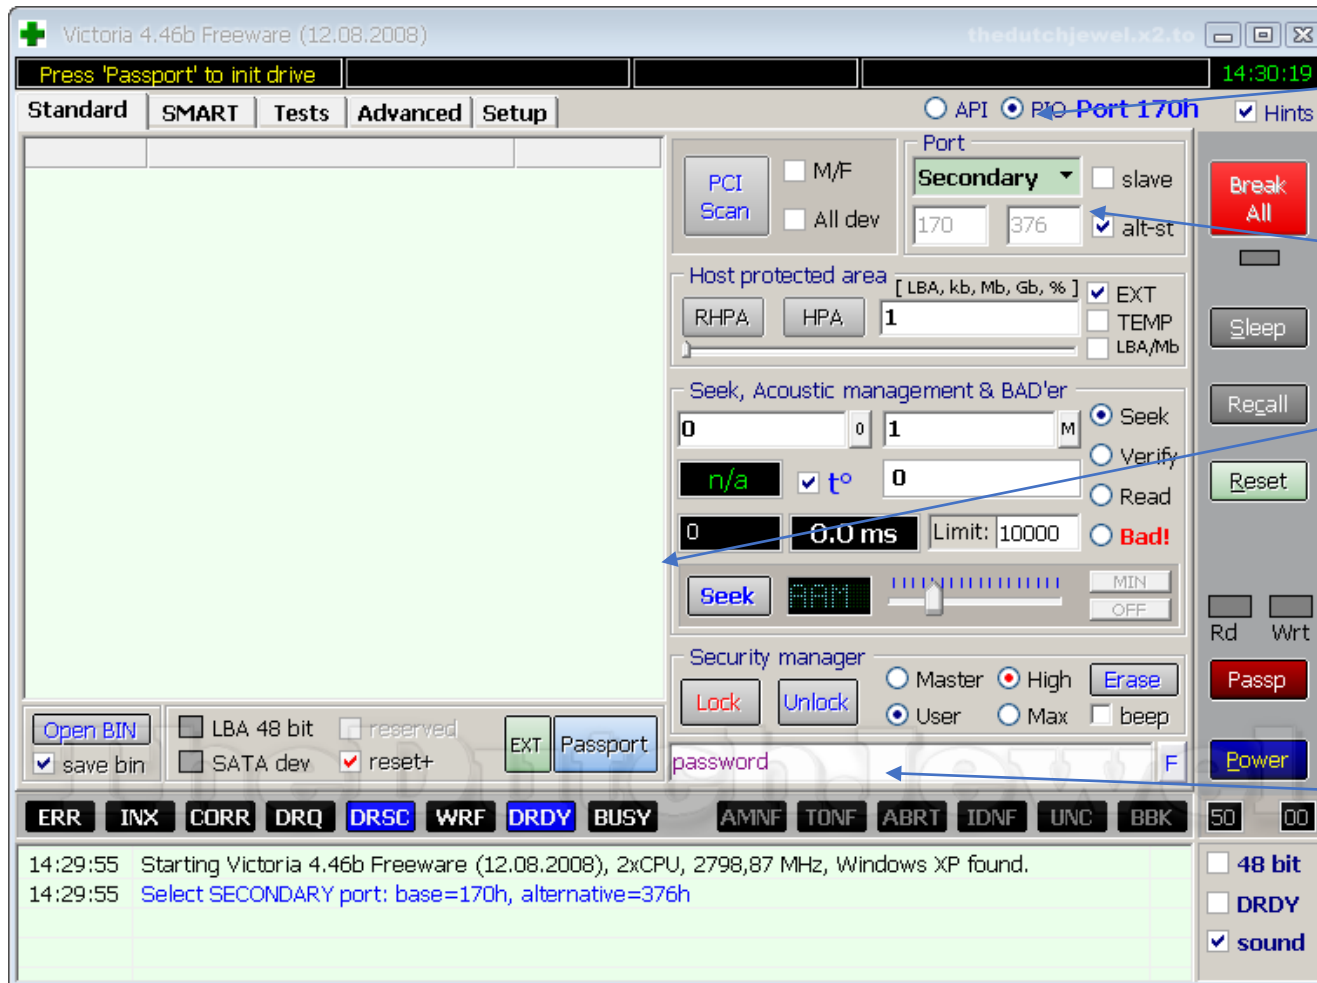 Victoria 4.46b Freeware (12.08.2008) thedutchjewel.x2.to
Press 'Passport' to init drive 14:30:19
Standard SMART Tests Advanced Setup API PIO Port 170h Hints
Port
PCI Scan M/F Secondary slave Break All
All dev 170 376 alt-st
Host protected area [ LBA, kb, Mb, Gb, % ] EXT
RHPA HPA 1 TEMP Sleep
LBA/Mb
Seek, Acoustic management & BAD'er
0 0 1 M Seek Recall
Verify
n/a t° 0 Reset
Read
0 0.0 ms Limit: 10000 Bad!
Seek AAM MIN
OFF
Rd Wrt
Security manager
Lock Unlock Master High Erase Passp
User Max beep
Open BIN LBA 48 bit reserved EXT Passport
save bin SATA dev reset+ password F Power
TheDutchJewel
ERR INX CORR DRQ DRSC WRF DRDY BUSY AMNF TONF ABRT IDNF UNC BBK 50 00
14:29:55 Starting Victoria 4.46b Freeware (12.08.2008), 2xCPU, 2798,87 MHz, Windows XP found. 48 bit
14:29:55 Select SECONDARY port: base=170h, alternative=376h DRDY
sound